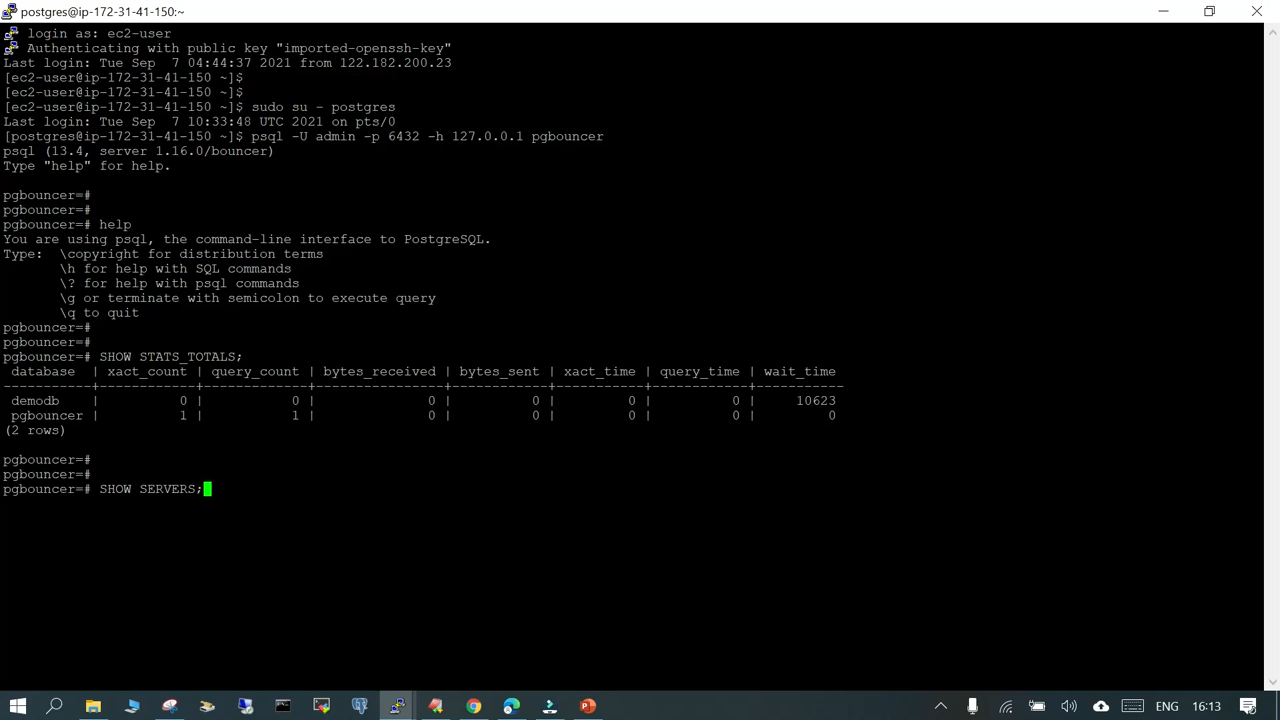 postgres@ip-172-31-41-150:~
login as: ec2-user
Authenticating with public key "imported-openssh-key"
Last login: Tue Sep  7 04:44:37 2021 from 122.182.200.23
[ec2-user@ip-172-31-41-150 ~]$
[ec2-user@ip-172-31-41-150 ~]$
[ec2-user@ip-172-31-41-150 ~]$ sudo su - postgres
Last login: Tue Sep  7 10:33:48 UTC 2021 on pts/0
[postgres@ip-172-31-41-150 ~]$ psql -U admin -p 6432 -h 127.0.0.1 pgbouncer
psql (13.4, server 1.16.0/bouncer)
Type "help" for help.
pgbouncer=#
pgbouncer=#
pgbouncer=# help
You are using psql, the command-line interface to PostgreSQL.
Type:  \copyright for distribution terms
       \h for help with SQL commands
       \? for help with psql commands
       \g or terminate with semicolon to execute query
       \q to quit
pgbouncer=#
pgbouncer=#
pgbouncer=# SHOW STATS_TOTALS;
 database  | xact_count | query_count | bytes_received | bytes_sent | xact_time | query_time | wait_time
-----------+------------+-------------+----------------+------------+-----------+------------+-----------
 demodb    |          0 |           0 |              0 |          0 |         0 |          0 |     10623
 pgbouncer |          1 |           1 |              0 |          0 |         0 |          0 |         0
(2 rows)
pgbouncer=#
pgbouncer=#
pgbouncer=# SHOW SERVERS;
ENG 16:13